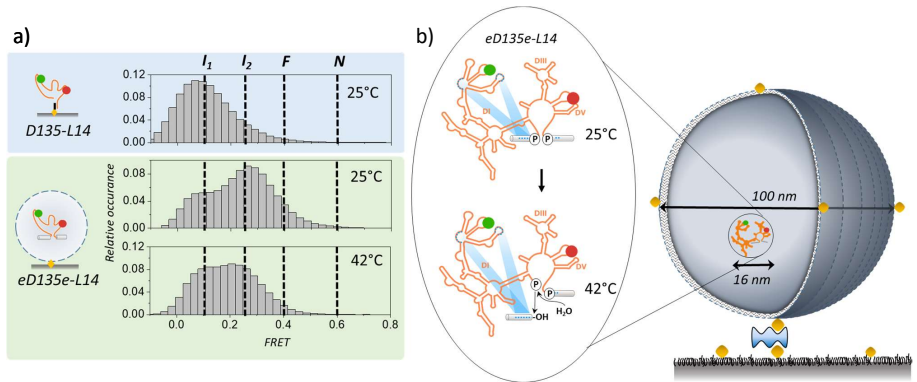 a)
I₁ I₂ F N
0.12
0.08
0.04
0.00
25°C
D135-L14
0.12
0.08
0.04
0.00
25°C
Relative occurance
eD135e-L14
0.12
0.08
0.04
0.00
42°C
0.0 0.2 0.4 0.6 0.8
FRET
b)
eD135e-L14
DIII
DI
DV
P P
25°C
DIII
DI
DV
P P
42°C
-OH
H₂O
100 nm
16 nm